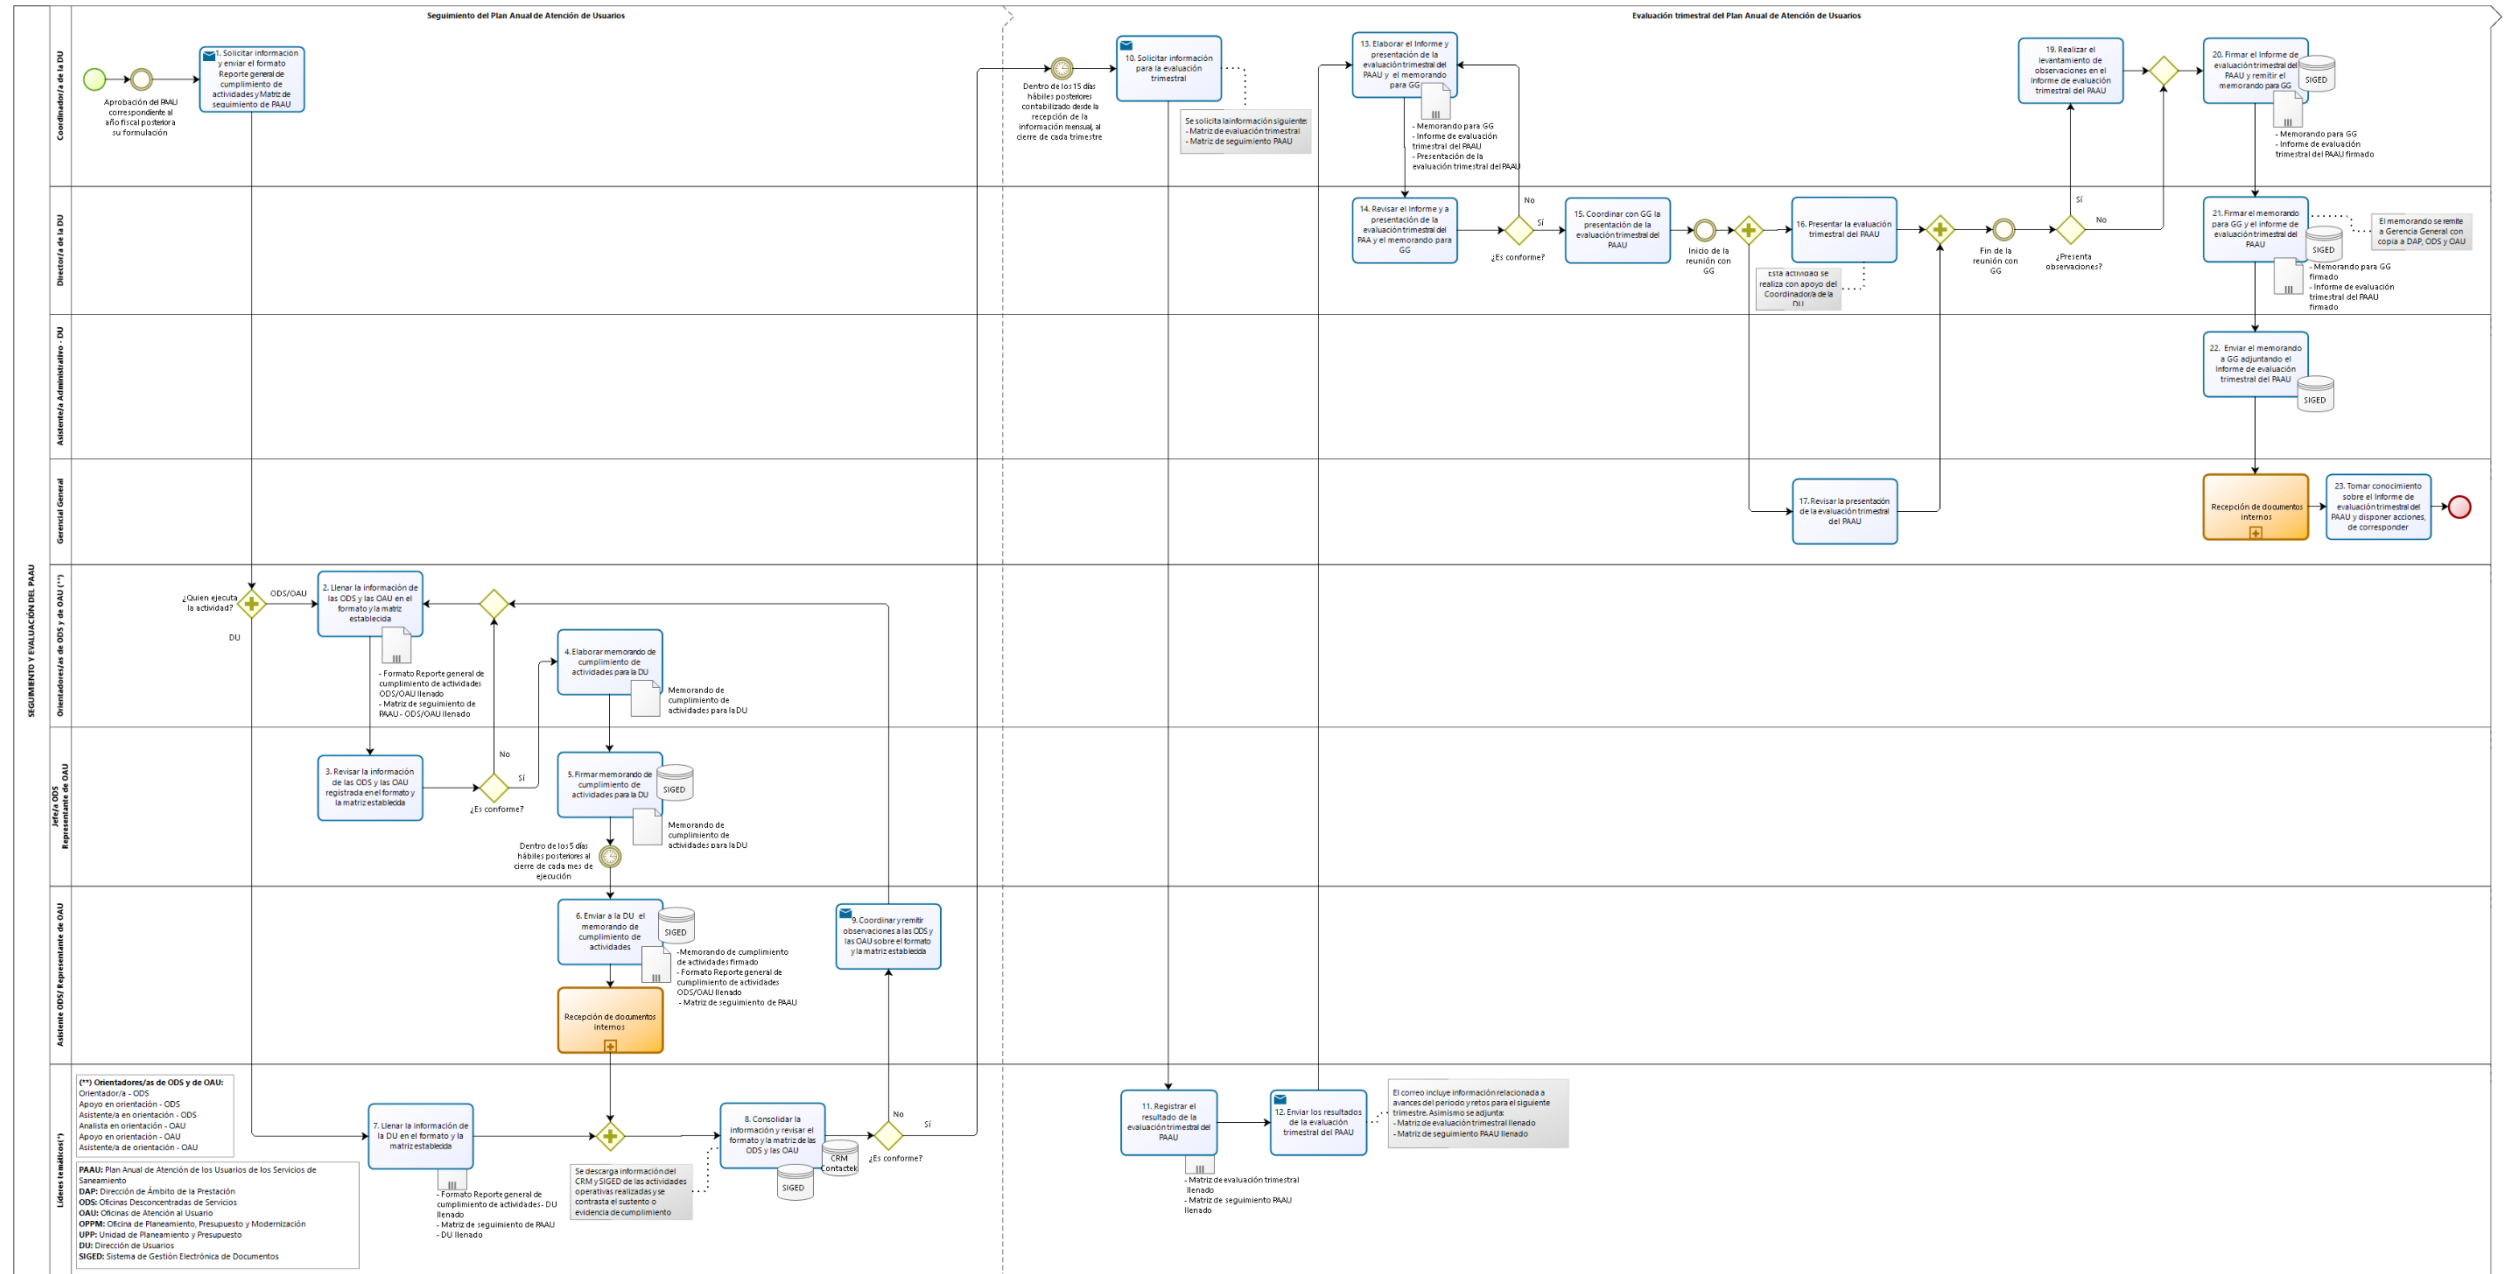 Seguimiento del Plan Anual de Atención de Usuarios
Evaluación trimestral del Plan Anual de Atención de Usuarios
SEGUIMIENTO Y EVALUACIÓN DEL PAAU
Coordinador/a de la DU
Aprobación del PAAU
correspondiente al
año fiscal posterior a
su formulación
1. Solicitar información
y enviar el formato
Reporte general de
cumplimiento de
actividades y Matriz de
seguimiento de PAAU
Dentro de los 15 días
hábiles posteriores
contabilizado desde la
recepción de la
información mensual, al
cierre de cada trimestre
10. Solicitar información
para la evaluación
trimestral
Se solicita la información siguiente:
- Matriz de evaluación trimestral
- Matriz de seguimiento PAAU
13. Elaborar el Informe y
presentación de la
evaluación trimestral del
PAAU y el memorando
para GG
- Memorando para GG
- Informe de evaluación
trimestral del PAAU
- Presentación de la
evaluación trimestral del PAAU
19. Realizar el
levantamiento de
observaciones en el
Informe de evaluación
trimestral del PAAU
20. Firmar el Informe de
evaluación trimestral del
PAAU y remitir el
memorando para GG
SIGED
- Memorando para GG
- Informe de evaluación
trimestral del PAAU firmado
Director/a de la DU
14. Revisar el Informe y a
presentación de la
evaluación trimestral del
PAA y el memorando para
GG
No
Sí
¿Es conforme?
15. Coordinar con GG la
presentación de la
evaluación trimestral del
PAAU
Inicio de la
reunión con
GG
16. Presentar la evaluación
trimestral del PAAU
Esta actividad se
realiza con apoyo del
Coordinador/a de la
DU
Fin de la
reunión con
GG
Sí
No
¿Presenta
observaciones?
21. Firmar el memorando
para GG y el informe de
evaluación trimestral del
PAAU
SIGED
El memorando se remite
a Gerencia General con
copia a DAP, ODS y OAU
- Memorando para GG
firmado
- Informe de evaluación
trimestral del PAAU
firmado
Asistente/a Administrativo - DU
22. Enviar el memorando
a GG adjuntando el
Informe de evaluación
trimestral del PAAU
SIGED
Gerencial General
17. Revisar la presentación
de la evaluación trimestral
del PAAU
Recepción de documentos
internos
23. Tomar conocimiento
sobre el Informe de
evaluación trimestral del
PAAU y disponer acciones,
de corresponder
Orientadores/as de ODS y de OAU (**)
¿Quien ejecuta
la actividad?
ODS/OAU
DU
2. Llenar la información de
las ODS y las OAU en el
formato y la matriz
establecida
- Formato Reporte general de
cumplimiento de actividades
ODS/OAU llenado
- Matriz de seguimiento de
PAAU - ODS/OAU llenado
4. Elaborar memorando de
cumplimiento de
actividades para la DU
Memorando de
cumplimiento de
actividades para la DU
Jefe/a ODS
Representante de OAU
3. Revisar la información
de las ODS y las OAU
registrada en el formato y
la matriz establecida
No
Sí
¿Es conforme?
5. Firmar memorando de
cumplimiento de
actividades para la DU
SIGED
Memorando de
cumplimiento de
actividades para la DU
Dentro de los 5 días
hábiles posteriores al
cierre de cada mes de
ejecución
Asistente ODS/ Representante de OAU
6. Enviar a la DU el
memorando de
cumplimiento de
actividades
SIGED
-Memorando de cumplimiento
de actividades firmado
- Formato Reporte general de
cumplimiento de actividades
ODS/OAU llenado
- Matriz de seguimiento de PAAU
Recepción de documentos
internos
9. Coordinar y remitir
observaciones a las ODS y
las OAU sobre el formato
y la matriz establecida
Líderes temáticos(*)
(**) Orientadores/as de ODS y de OAU:
Orientador/a - ODS
Apoyo en orientación - ODS
Asistente/a en orientación - ODS
Analista en orientación - OAU
Apoyo en orientación - OAU
Asistente/a de orientación - OAU
PAAU: Plan Anual de Atención de los Usuarios de los Servicios de
Saneamiento
DAP: Dirección de Ámbito de la Prestación
ODS: Oficinas Desconcentradas de Servicios
OAU: Oficinas de Atención al Usuario
OPPM: Oficina de Planeamiento, Presupuesto y Modernización
UPP: Unidad de Planeamiento y Presupuesto
DU: Dirección de Usuarios
SIGED: Sistema de Gestión Electrónica de Documentos
7. Llenar la información de
la DU en el formato y la
matriz establecida
- Formato Reporte general de
cumplimiento de actividades - DU
llenado
- Matriz de seguimiento de PAAU
- DU llenado
Se descarga información del
CRM y SIGED de las actividades
operativas realizadas y se
contrasta el sustento o
evidencia de cumplimiento
8. Consolidar la
información y revisar el
formato y la matriz de las
ODS y las OAU
SIGED
CRM
Contactek
No
Sí
¿Es conforme?
11. Registrar el
resultado de la
evaluación trimestral del
PAAU
- Matriz de evaluación trimestral
llenado
- Matriz de seguimiento PAAU
llenado
12. Enviar los resultados
de la evaluación
trimestral del PAAU
El correo incluye información relacionada a
avances del periodo y retos para el siguiente
trimestre. Asimismo se adjunta:
- Matriz de evaluación trimestral llenado
- Matriz de seguimiento PAAU llenado